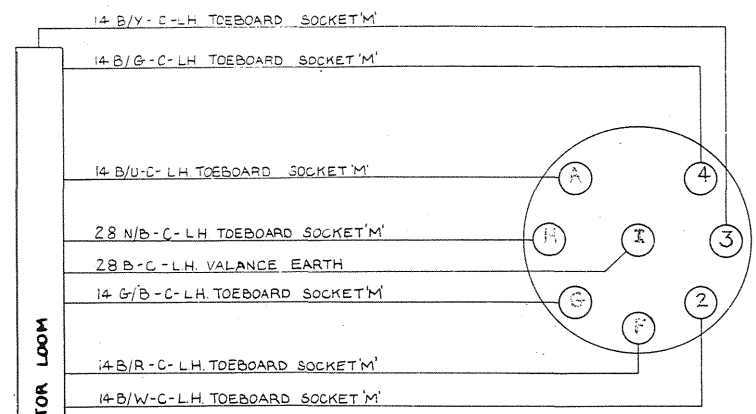 14 B/Y-C-LH TOEBOARD SOCKET'M'
14 B/G-C-LH TOEBOARD SOCKET'M'
14 B/U-C-LH. TOEBOARD SOCKET'M'
A
4
28 N/B-C-LH TOEBOARD SOCKET'M'
H
I
3
28 B-C-L.H. VALANCE EARTH
14 G/B-C-L.H. TOEBOARD SOCKET'M'
G
2
F
14 B/R-C-L.H. TOEBOARD SOCKET'M'
14 B/W-C-L.H. TOEBOARD SOCKET'M'
TOR LOOM